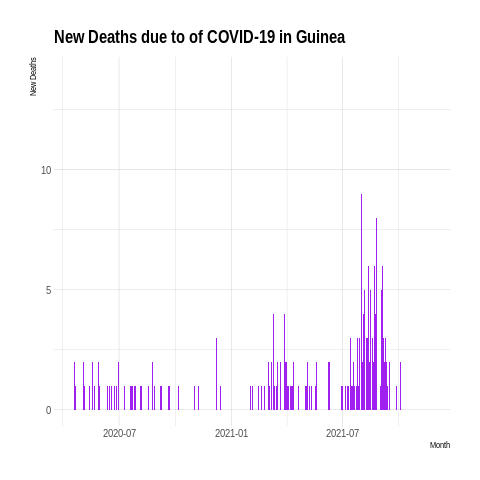 New Deaths due to of COVID-19 in Guinea
New Deaths
10
5
0
2020-07
2021-01
2021-07
Month